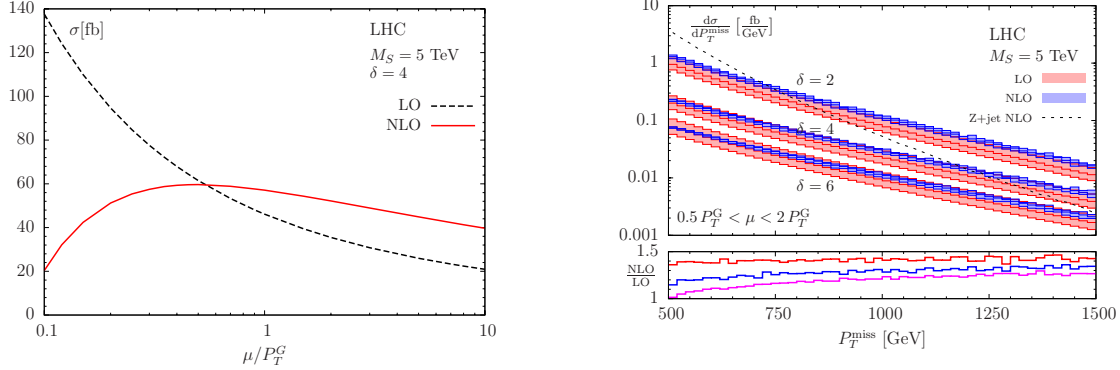 σ[fb]
LHC
M_S = 5 TeV
δ = 4
LO
NLO
140
120
100
80
60
40
20
0
0.1
1
10
μ/P_T^G
dσ/dP_T^miss [fb/GeV]
LHC
M_S = 5 TeV
LO
NLO
Z+jet NLO
δ = 2
δ = 4
δ = 6
0.5 P_T^G < μ < 2 P_T^G
10
1
0.1
0.01
0.001
NLO/LO
1.5
1
500
750
1000
1250
1500
P_T^miss [GeV]